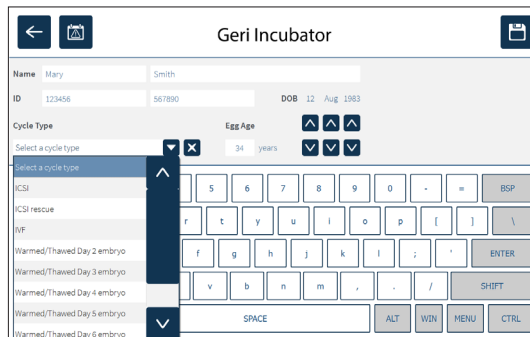 Geri Incubator
Name Mary Smith
ID 123456 567890 DOB 12 Aug 1983
Cycle Type Egg Age
Select a cycle type 34 years
Select a cycle type
ICSI
ICSI rescue
IVF
Warmed/Thawed Day 2 embryo
Warmed/Thawed Day 3 embryo
Warmed/Thawed Day 4 embryo
Warmed/Thawed Day 5 embryo
Warmed/Thawed Day 6 embryo
5 6 7 8 9 0 - = BSP
r t y u i o p [ ] \
f g h j k l ; ' ENTER
v b n m , . / SHIFT
SPACE ALT WIN MENU CTRL